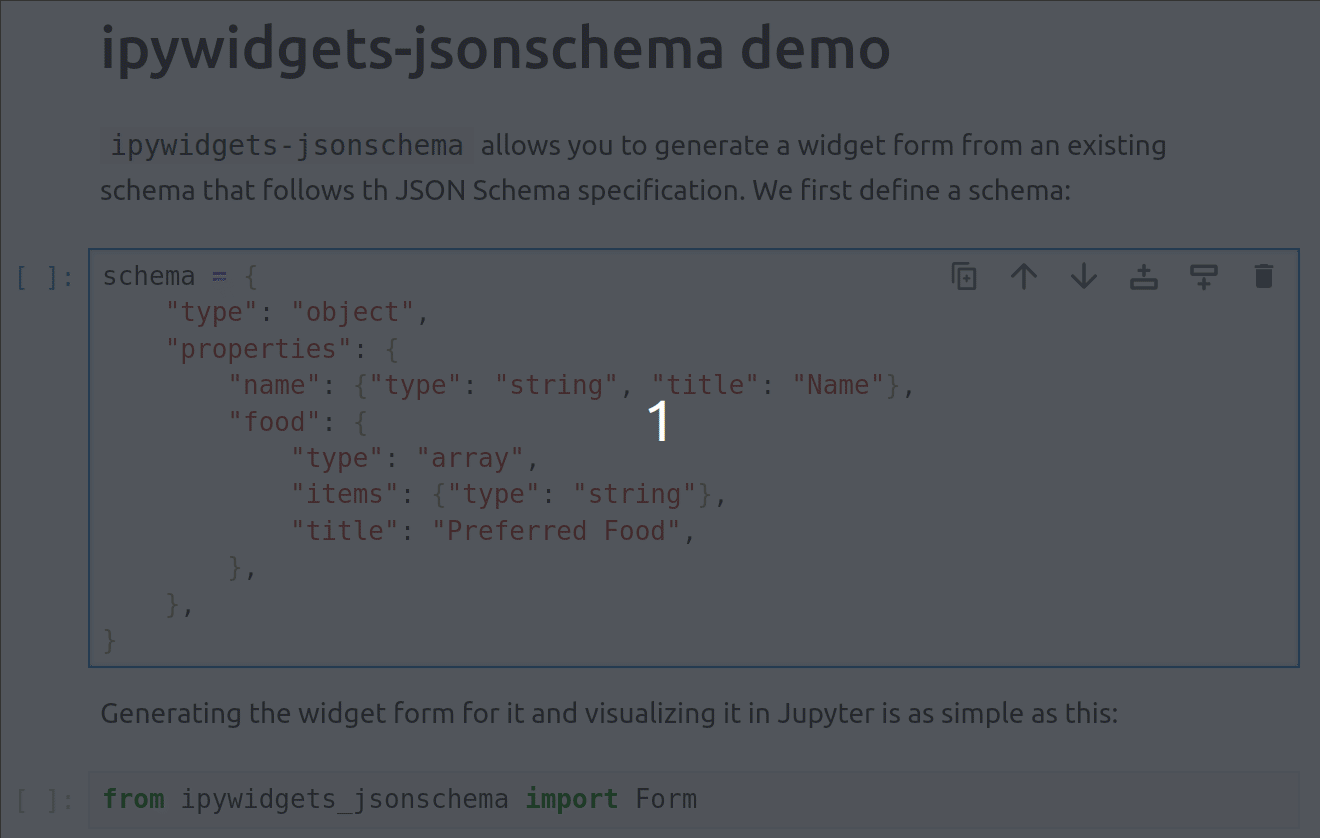 ipywidgets-jsonschema demo
ipywidgets-jsonschema allows you to generate a widget form from an existing
schema that follows th JSON Schema specification. We first define a schema:
[ ]: schema = {
    "type": "object",
    "properties": {
        "name": {"type": "string", "title": "Name"},
        "food": {
1
            "type": "array",
            "items": {"type": "string"},
            "title": "Preferred Food",
        },
    },
}
Generating the widget form for it and visualizing it in Jupyter is as simple as this:
[ ]: from ipywidgets_jsonschema import Form